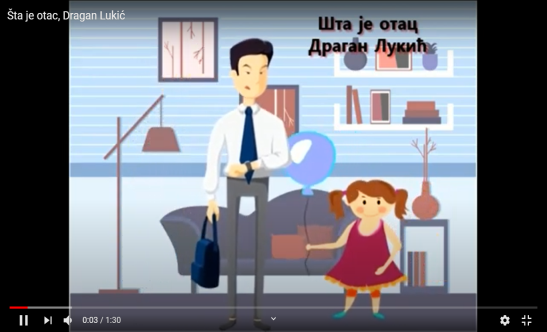 Šta je otac, Dragan Lukić
Шта је отац
Драган Лукић
0:03 / 1:30